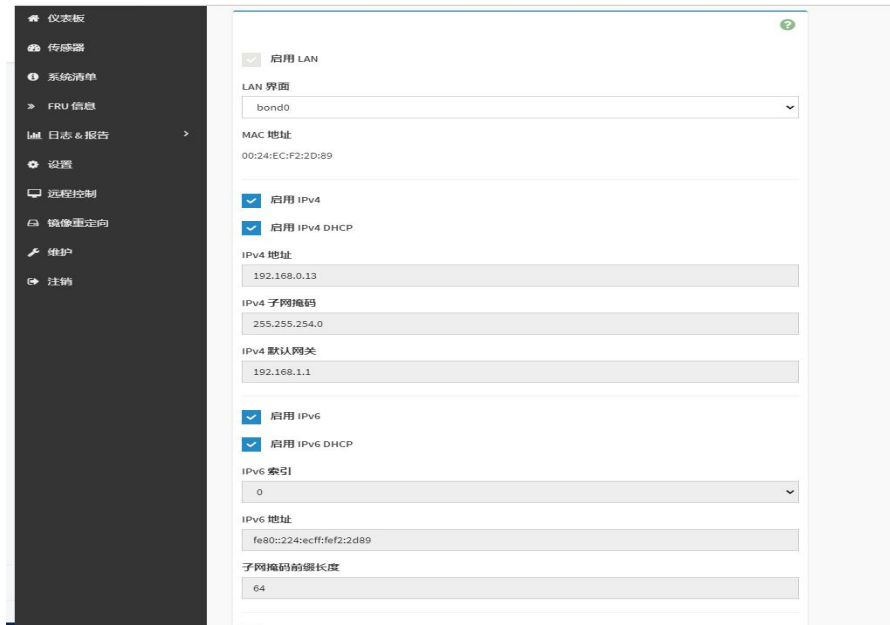 仪表板
传感器
系统清单
FRU 信息
日志 & 报告
设置
远程控制
镜像重定向
维护
注销
启用 LAN
LAN 界面
bond0
MAC 地址
00:24:EC:F2:2D:89
启用 IPv4
启用 IPv4 DHCP
IPv4 地址
192.168.0.13
IPv4 子网掩码
255.255.254.0
IPv4 默认网关
192.168.1.1
启用 IPv6
启用 IPv6 DHCP
IPv6 索引
0
IPv6 地址
fe80::224:ecff:fef2:2d89
子网掩码前缀长度
64